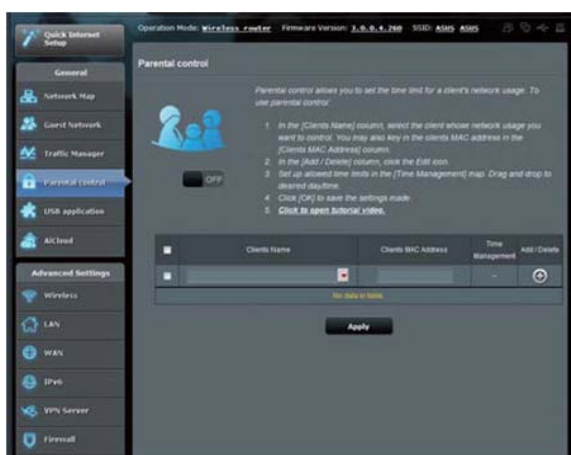 Quick Internet
Setup
Operation Mode: Wireless router Firmware Version: 3.0.0.4.260 SSID: ASUS ASUS
General
Network Map
Guest Network
Traffic Manager
Parental control
USB application
AiCloud
Advanced Settings
Wireless
LAN
WAN
IPv6
VPN Server
Firewall
Parental control
Parental control allows you to set the time limit for a client's network usage. To
use parental control:
1. In the [Clients Name] column, select the client whose network usage you
want to control. You may also key in the clients MAC address in the
[Clients MAC Address] column.
2. In the [Add / Delete] column, click the Edit icon.
3. Set up allowed time limits in the [Time Management] map. Drag and drop to
desired day/time.
4. Click [OK] to save the settings made.
5. Click to open tutorial video.
OFF
Clients Name Clients MAC Address Time Management Add / Delete
No data in table.
Apply